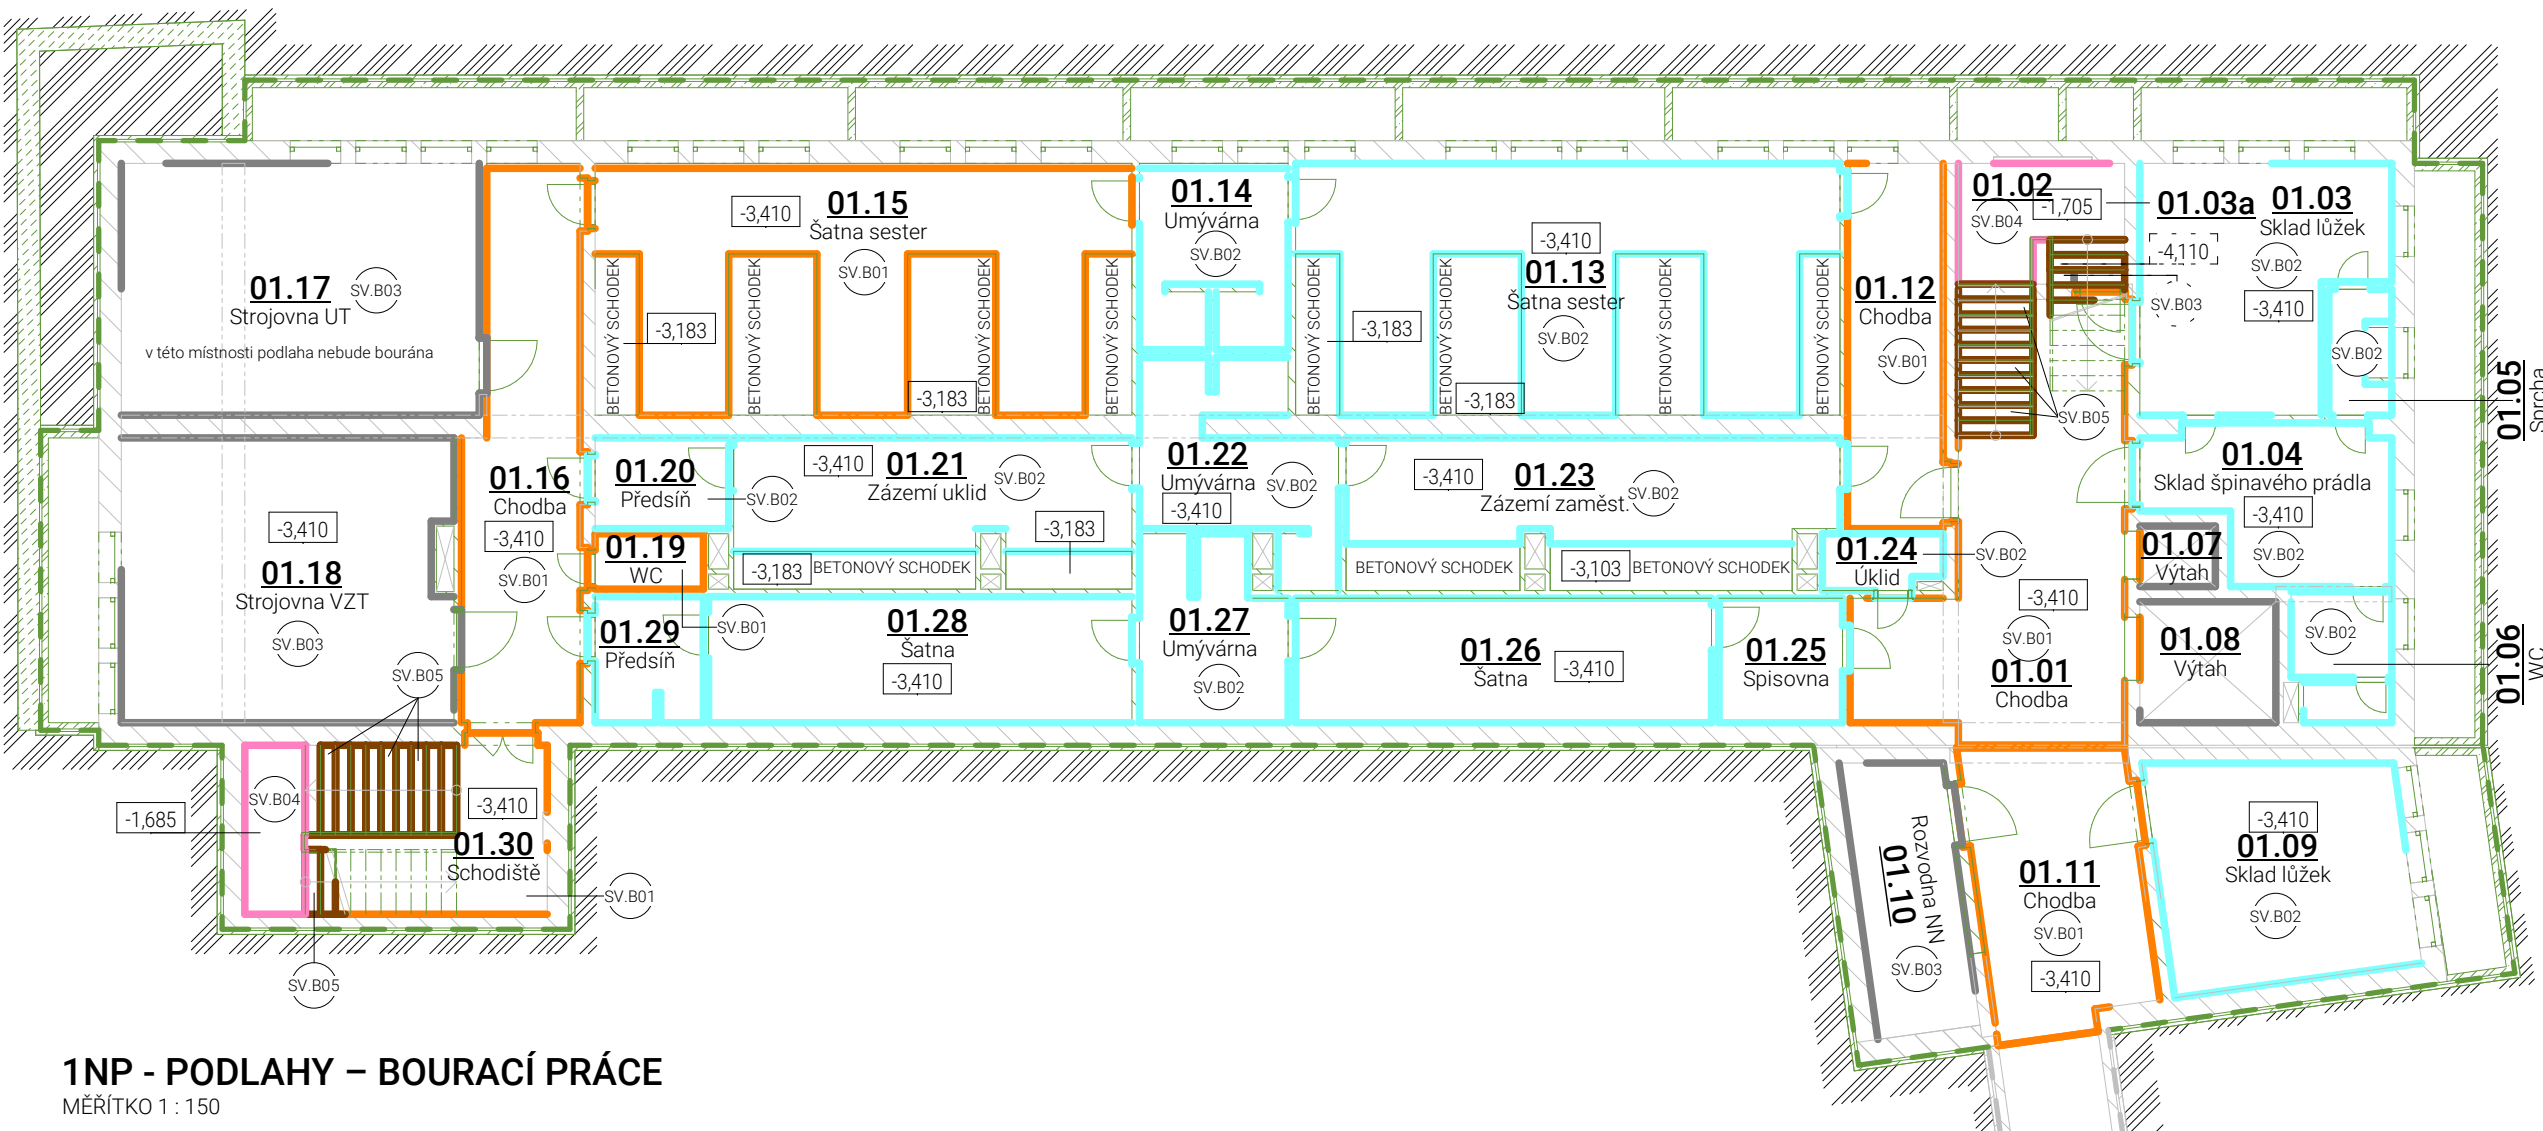 01.17
Strojovna UT
SV.B03
v této místnosti podlaha nebude bourána
-3,410
01.15
Šatna sester
SV.B01
BETONOVÝ SCHODEK
-3,183
BETONOVÝ SCHODEK
-3,183
BETONOVÝ SCHODEK
BETONOVÝ SCHODEK
01.14
Umývárna
SV.B02
-3,410
01.13
Šatna sester
SV.B02
BETONOVÝ SCHODEK
-3,183
BETONOVÝ SCHODEK
-3,183
BETONOVÝ SCHODEK
BETONOVÝ SCHODEK
01.12
Chodba
SV.B01
01.02
-1,705
SV.B04
01.03a
-4,110
SV.B03
SV.B05
01.03
Sklad lůžek
SV.B02
-3,410
SV.B02
01.05
Sprcha
01.04
Sklad špinavého prádla
-3,410
SV.B02
01.16
Chodba
-3,410
SV.B01
01.20
Předsíň
SV.B02
-3,410
01.21
Zázemí uklid
SV.B02
-3,183
01.22
Umývárna
-3,410
SV.B02
-3,410
01.23
Zázemí zaměst.
SV.B02
01.19
WC
SV.B01
-3,183
BETONOVÝ SCHODEK
BETONOVÝ SCHODEK
-3,103
BETONOVÝ SCHODEK
01.24
Úklid
SV.B02
01.07
Výtah
01.08
Výtah
SV.B02
01.06
WC
-3,410
01.18
Strojovna VZT
SV.B03
SV.B05
01.29
Předsíň
01.28
Šatna
-3,410
01.27
Umývárna
SV.B02
01.26
Šatna
-3,410
01.25
Spisovna
-3,410
SV.B01
01.01
Chodba
SV.B04
-1,685
-3,410
01.30
Schodiště
SV.B01
SV.B05
Rozvodna NN
01.10
SV.B03
01.11
Chodba
SV.B01
-3,410
-3,410
01.09
Sklad lůžek
SV.B02
1NP - PODLAHY – BOURACÍ PRÁCE
MĚŘÍTKO 1 : 150